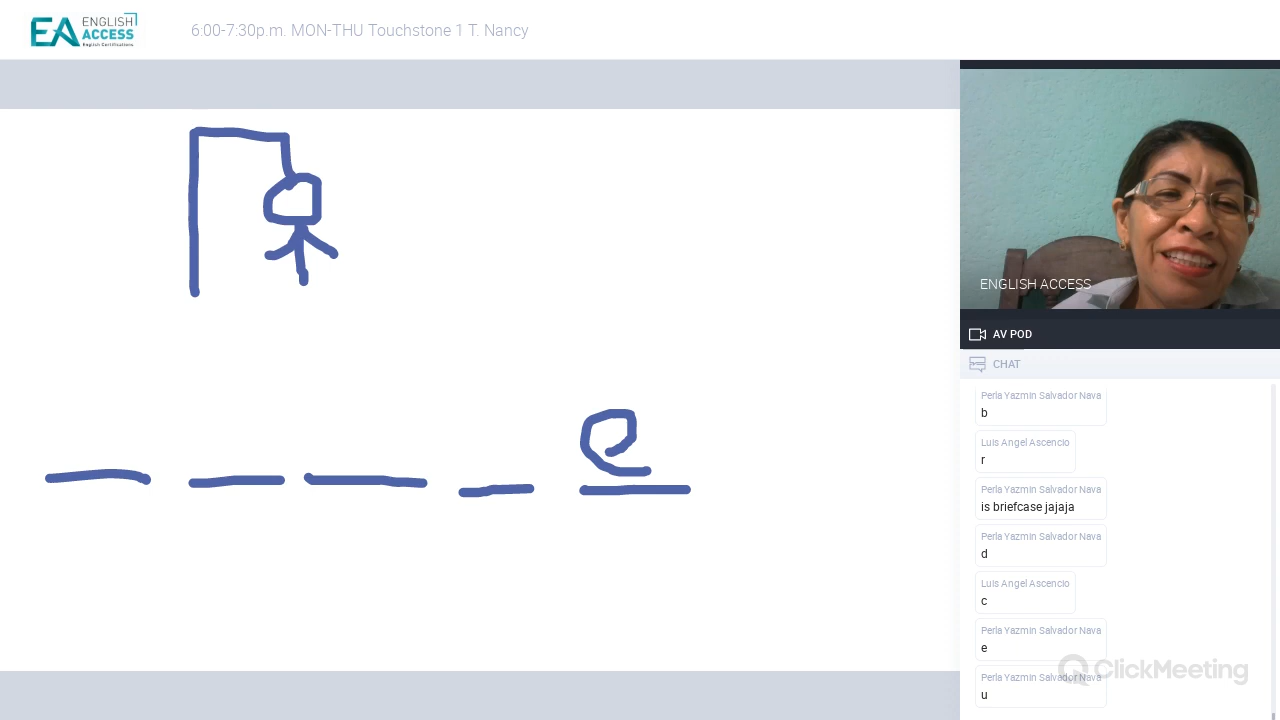 ENGLISH
EA ACCESS
English Certifications
6:00-7:30p.m. MON-THU Touchstone 1 T. Nancy
e
ENGLISH ACCESS
AV POD
CHAT
Perla Yazmin Salvador Nava
b
Luis Angel Ascencio
r
Perla Yazmin Salvador Nava
is briefcase jajaja
Perla Yazmin Salvador Nava
d
Luis Angel Ascencio
c
Perla Yazmin Salvador Nava
e
ClickMeeting
Perla Yazmin Salvador Nava
u